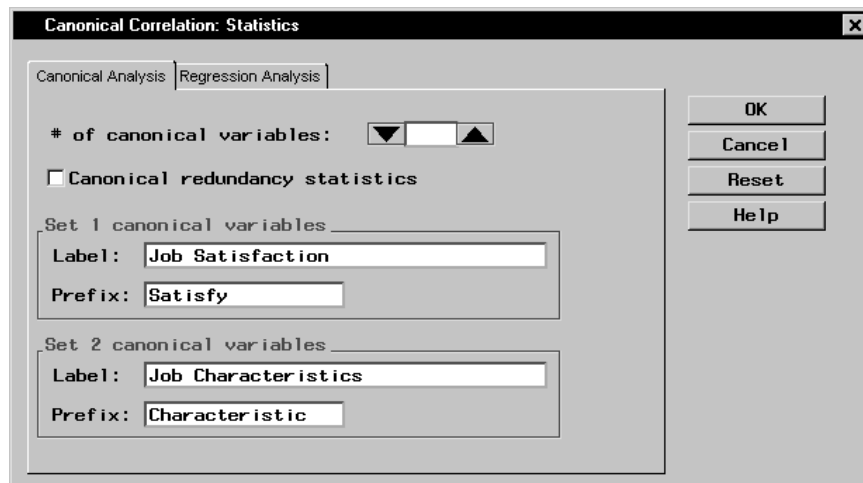 Canonical Correlation: Statistics
Canonical Analysis Regression Analysis
# of canonical variables:
Canonical redundancy statistics
Set 1 canonical variables
Label: Job Satisfaction
Prefix: Satisfy
Set 2 canonical variables
Label: Job Characteristics
Prefix: Characteristic
OK
Cancel
Reset
Help